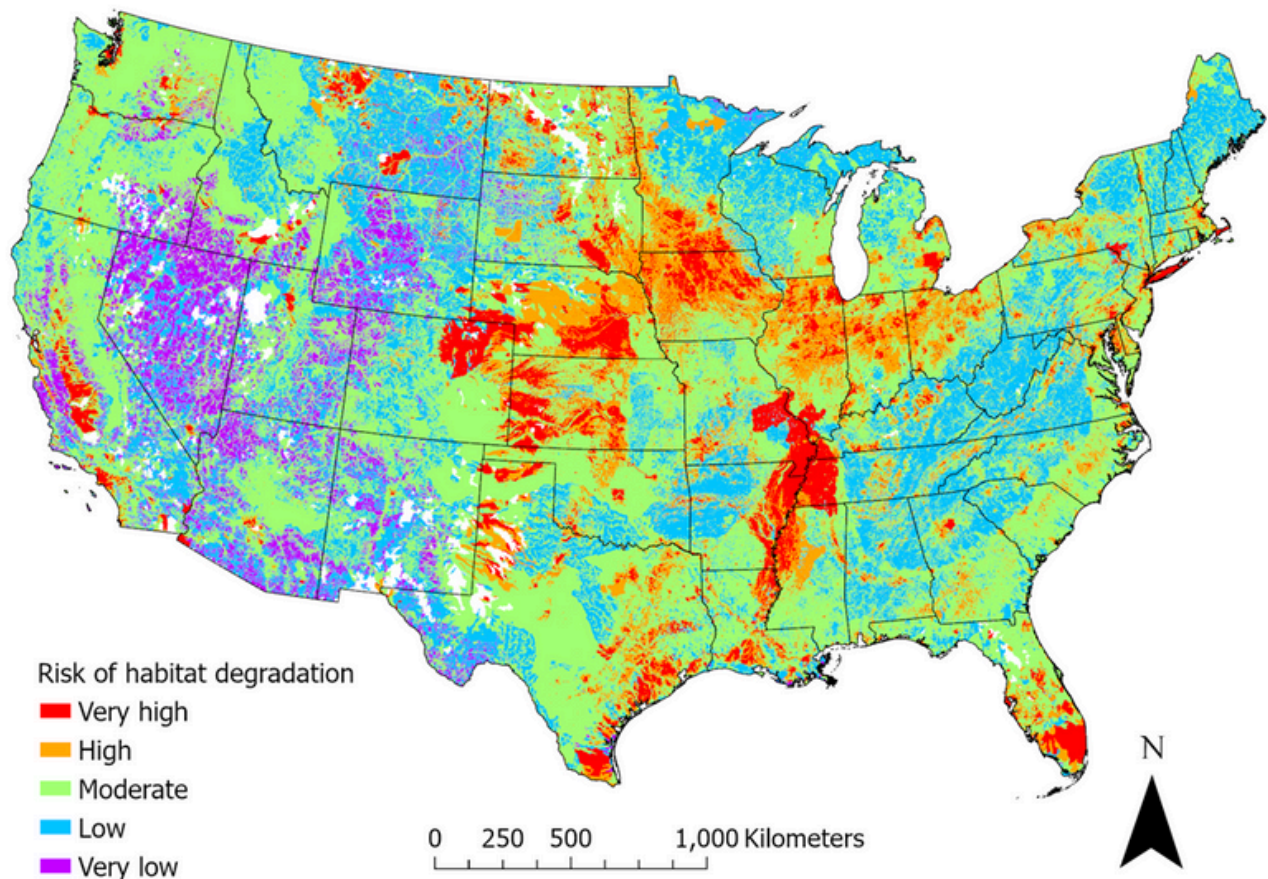 Risk of habitat degradation
Very high
High
Moderate
Low
Very low
0 250 500 1,000 Kilometers
N